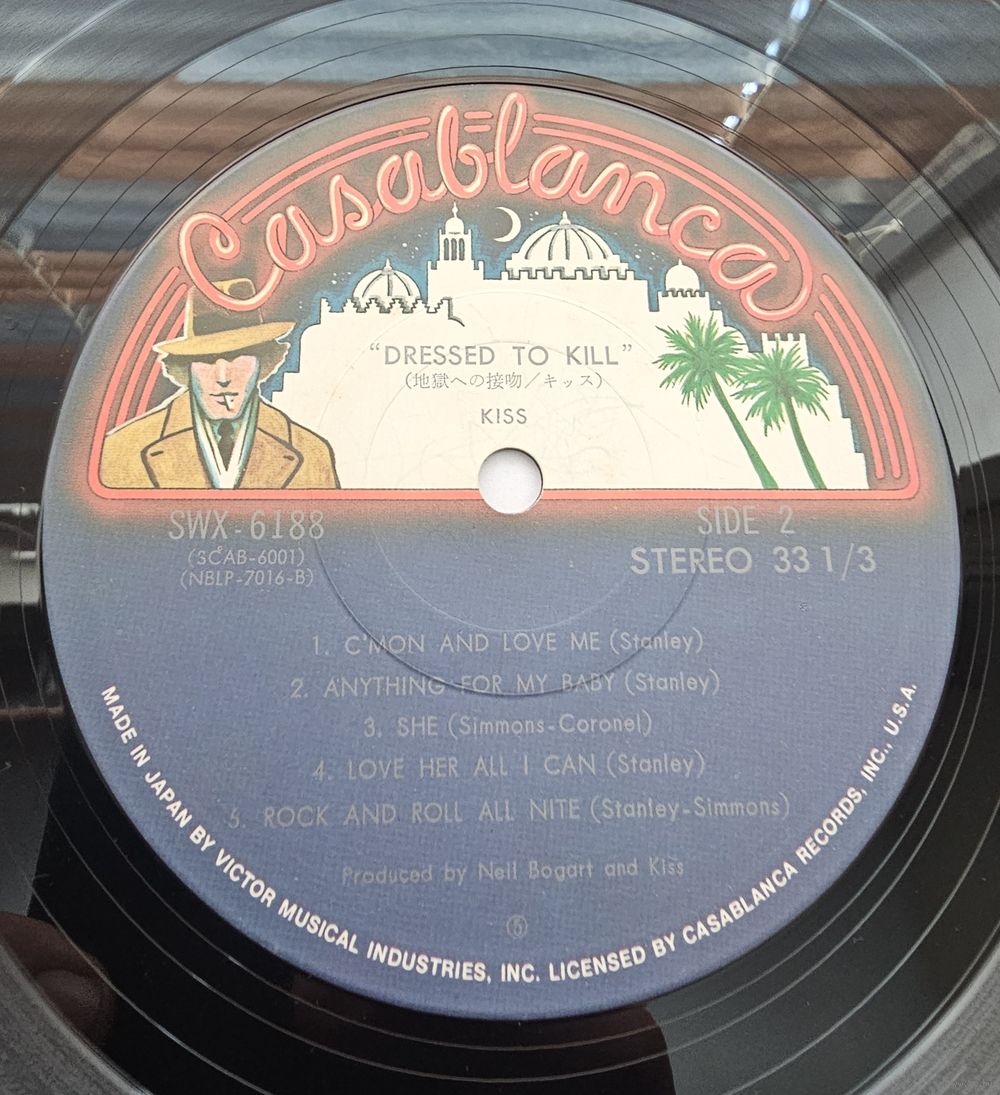 Casablanca
"DRESSED TO KILL"
(地獄への接吻/キッス)
KISS
SWX-6188
(SCAB-6001)
(NBLP-7016-B)
SIDE 2
STEREO 33 1/3
1. C'MON AND LOVE ME (Stanley)
2. ANYTHING FOR MY BABY (Stanley)
3. SHE (Simmons-Coronel)
4. LOVE HER ALL I CAN (Stanley)
5. ROCK AND ROLL ALL NITE (Stanley-Simmons)
Produced by Neil Bogart and Kiss
MADE IN JAPAN BY VICTOR MUSICAL INDUSTRIES, INC. LICENSED BY CASABLANCA RECORDS, INC., U.S.A.